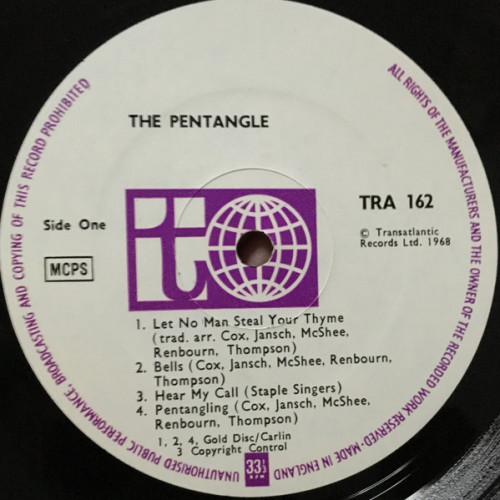 THE PENTANGLE
t
TRA 162
Side One
© Transatlantic
Records Ltd. 1968
MCPS
1. Let No Man Steal Your Thyme
(trad. arr. Cox, Jansch, McShee,
Renbourn, Thompson)
2. Bells (Cox, Jansch, McShee, Renbourn,
Thompson)
3. Hear My Call (Staple Singers)
4. Pentangling (Cox, Jansch, McShee,
Renbourn, Thompson)
1, 2, 4, Gold Disc/Carlin
3 Copyright Control
33⅓
RPM
ALL RIGHTS OF THE MANUFACTURERS AND THE OWNER OF THE RECORDED WORK RESERVED·MADE IN ENGLAND
UNAUTHORISED PUBLIC PERFORMANCE, BROADCASTING AND COPYING OF THIS RECORD PROHIBITED